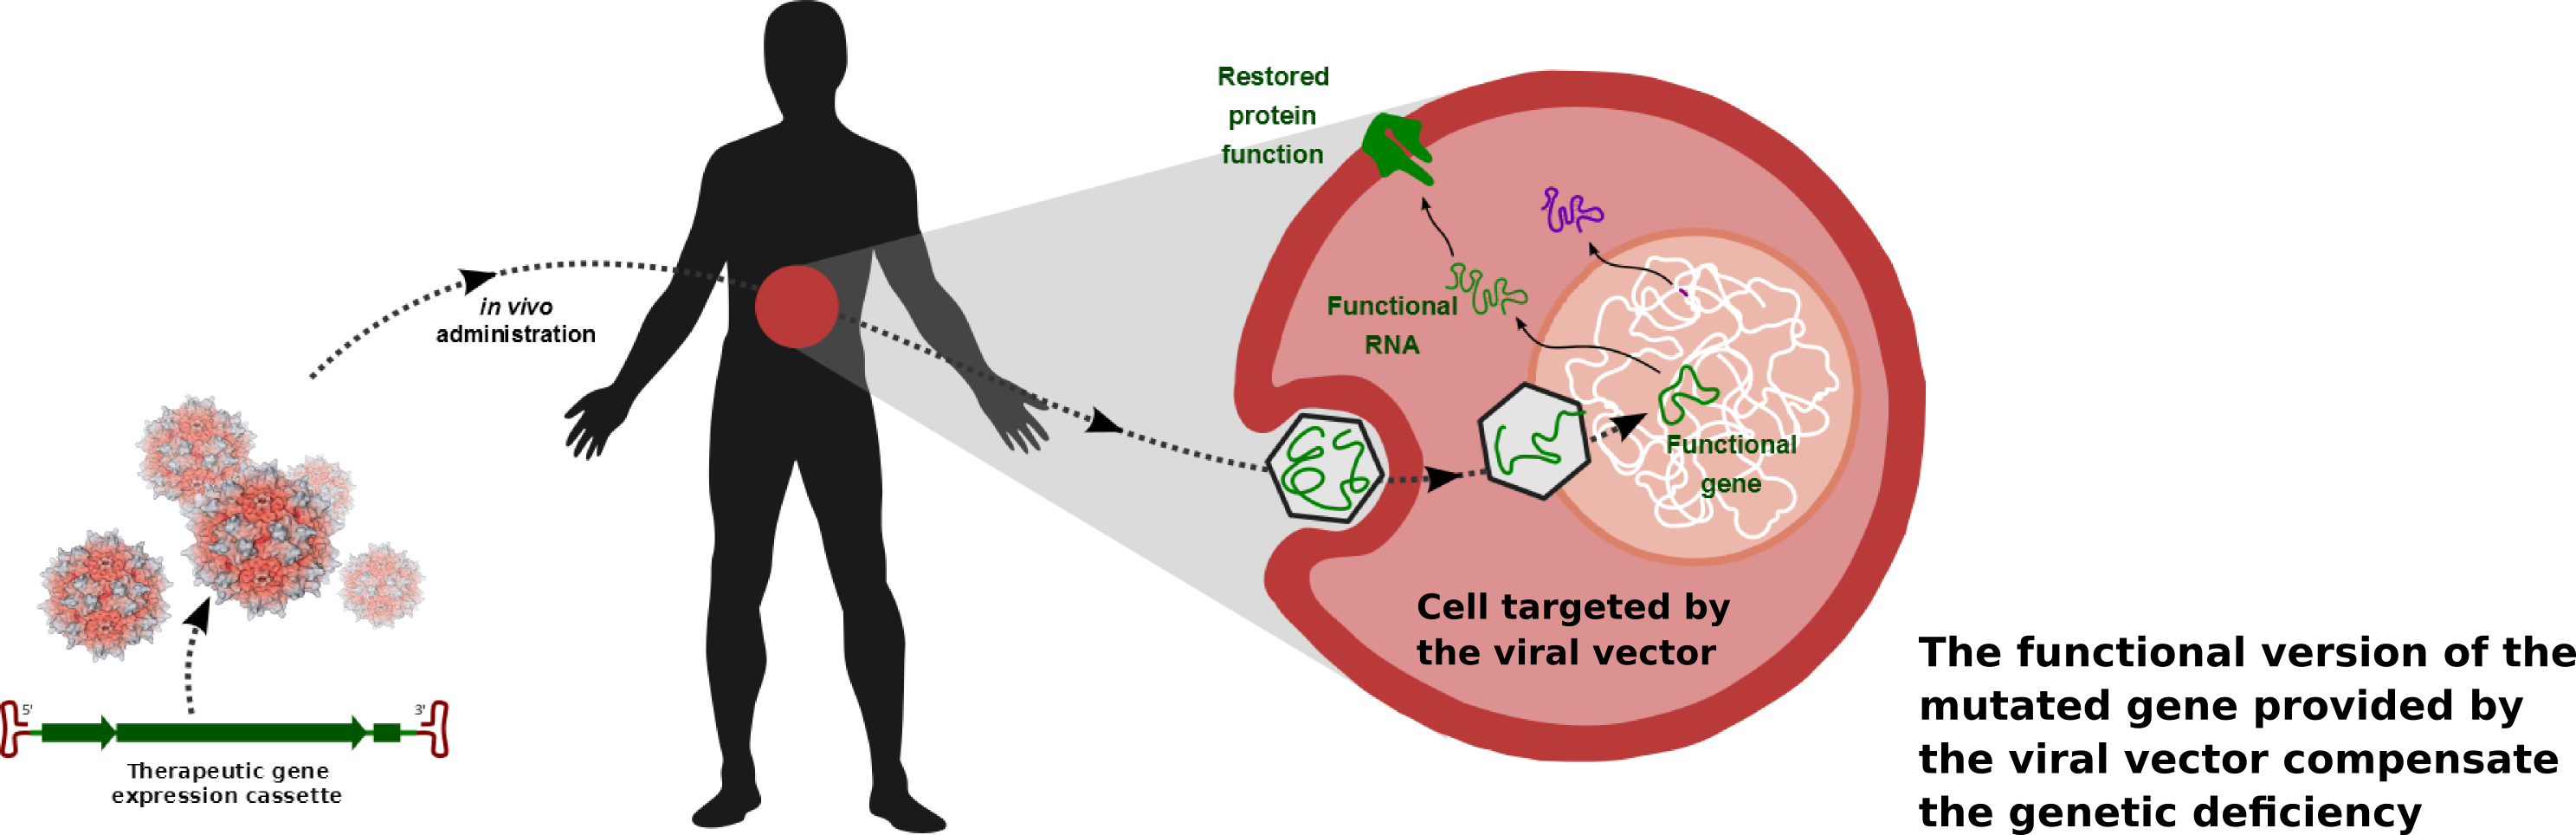 Restored
protein
function
in vivo
administration
Functional
RNA
Functional
gene
Cell targeted by
the viral vector
5'
3'
Therapeutic gene
expression cassette
The functional version of the
mutated gene provided by
the viral vector compensate
the genetic deficiency